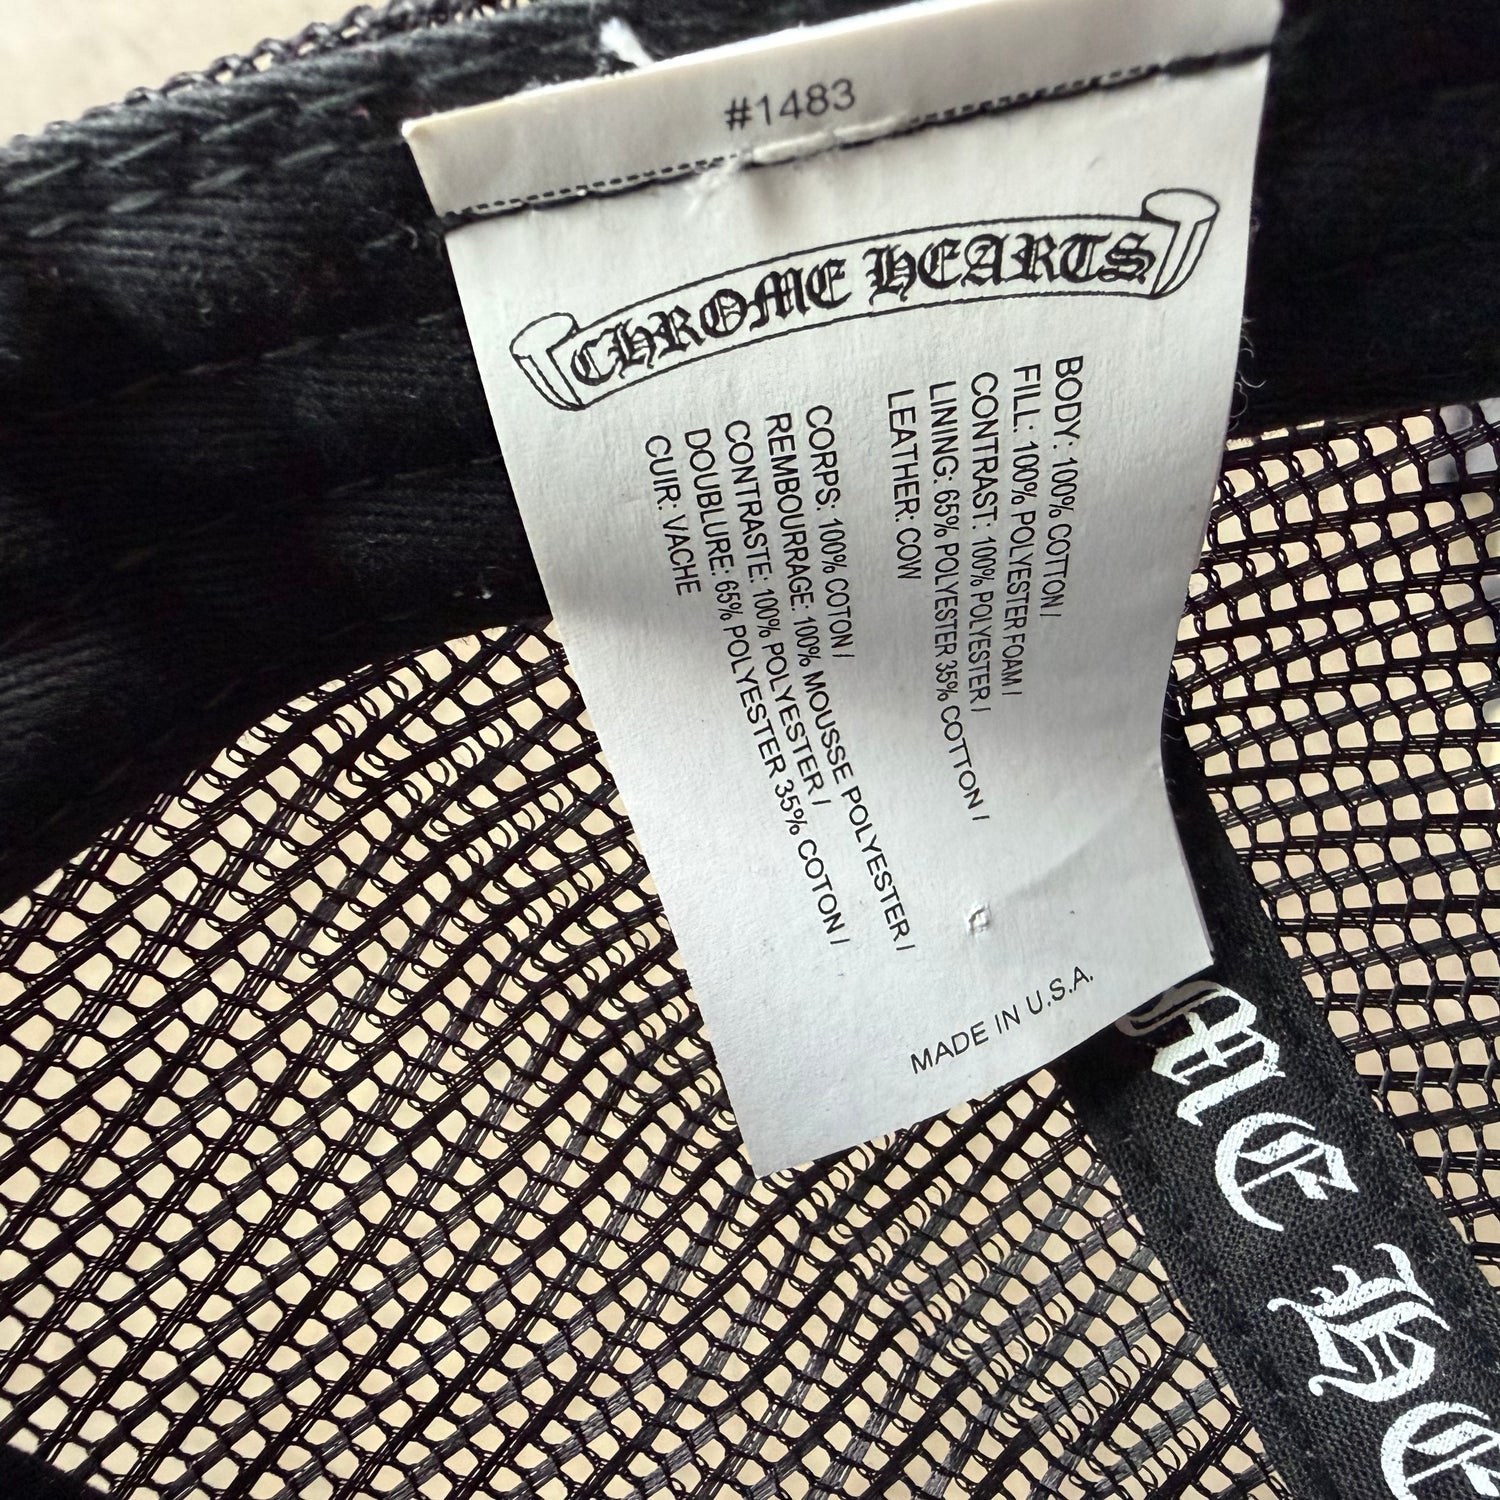 #1483
CHROME HEARTS
BODY: 100% COTTON /
FILL: 100% POLYESTER FOAM /
CONTRAST: 100% POLYESTER /
LINING: 65% POLYESTER 35% COTTON /
LEATHER: COW
CORPS: 100% COTON /
REMBOURRAGE: 100% MOUSSE POLYESTER /
CONTRASTE: 100% POLYESTER /
DOUBLURE: 65% POLYESTER 35% COTON /
CUIR: VACHE
MADE IN U.S.A.
OME HE